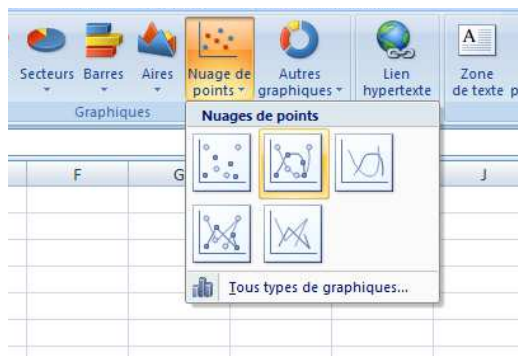 Secteurs Barres Aires Nuage de points Autres graphiques Lien hypertexte Zone de texte p
Graphiques
Nuages de points
F G J
Tous types de graphiques...